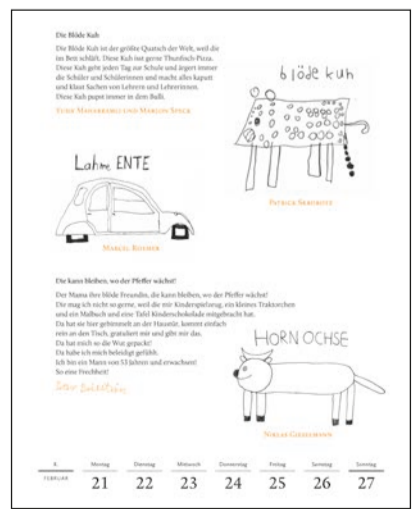 Die Blöde Kuh
Die Blöde Kuh ist der größte Quatsch der Welt, weil die
im Bett schläft. Diese Kuh isst gerne Thunfisch-Pizza.
Diese Kuh geht jeden Tag zur Schule und ärgert immer
die Schüler und Schülerinnen und macht alles kaputt
und klaut Sachen von Lehrern und Lehrerinnen.
Diese Kuh pupst immer in dem Bulli.
und Marlon Speck
blöde kuh
Patrick
Lahme ENTE
Marcel
Die kann bleiben, wo der Pfeffer wächst!
Der Mama ihre blöde Freundin, die kann bleiben, wo der Pfeffer wächst!
Die mag ich nicht so gerne, weil die mir Kinderspielzeug, ein kleines Traktorchen
und ein Malbuch und eine Tafel Kinderschokolade mitgebracht hat.
Da hat sie hier gebimmelt an der Haustür, kommt einfach
rein an den Tisch, gratuliert mir und gibt mir das.
Da hat mich so die Wut gepackt!
Da habe ich mich beleidigt gefühlt.
Ich bin ein Mann von 53 Jahren und erwachsen!
So eine Frechheit!
HORN OCHSE
Niklas Gieselmann
8. Montag Dienstag Mittwoch Donnerstag Freitag Samstag Sonntag
FEBRUAR 21 22 23 24 25 26 27